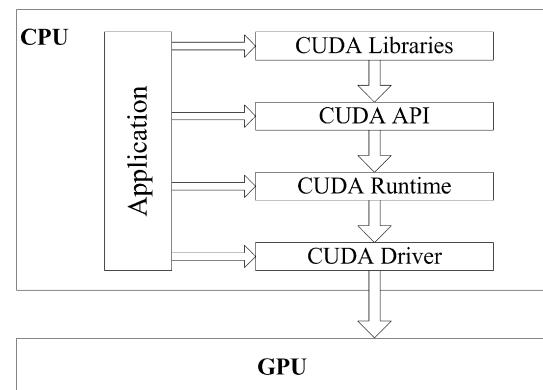 CPU
Application
CUDA Libraries
CUDA API
CUDA Runtime
CUDA Driver
GPU